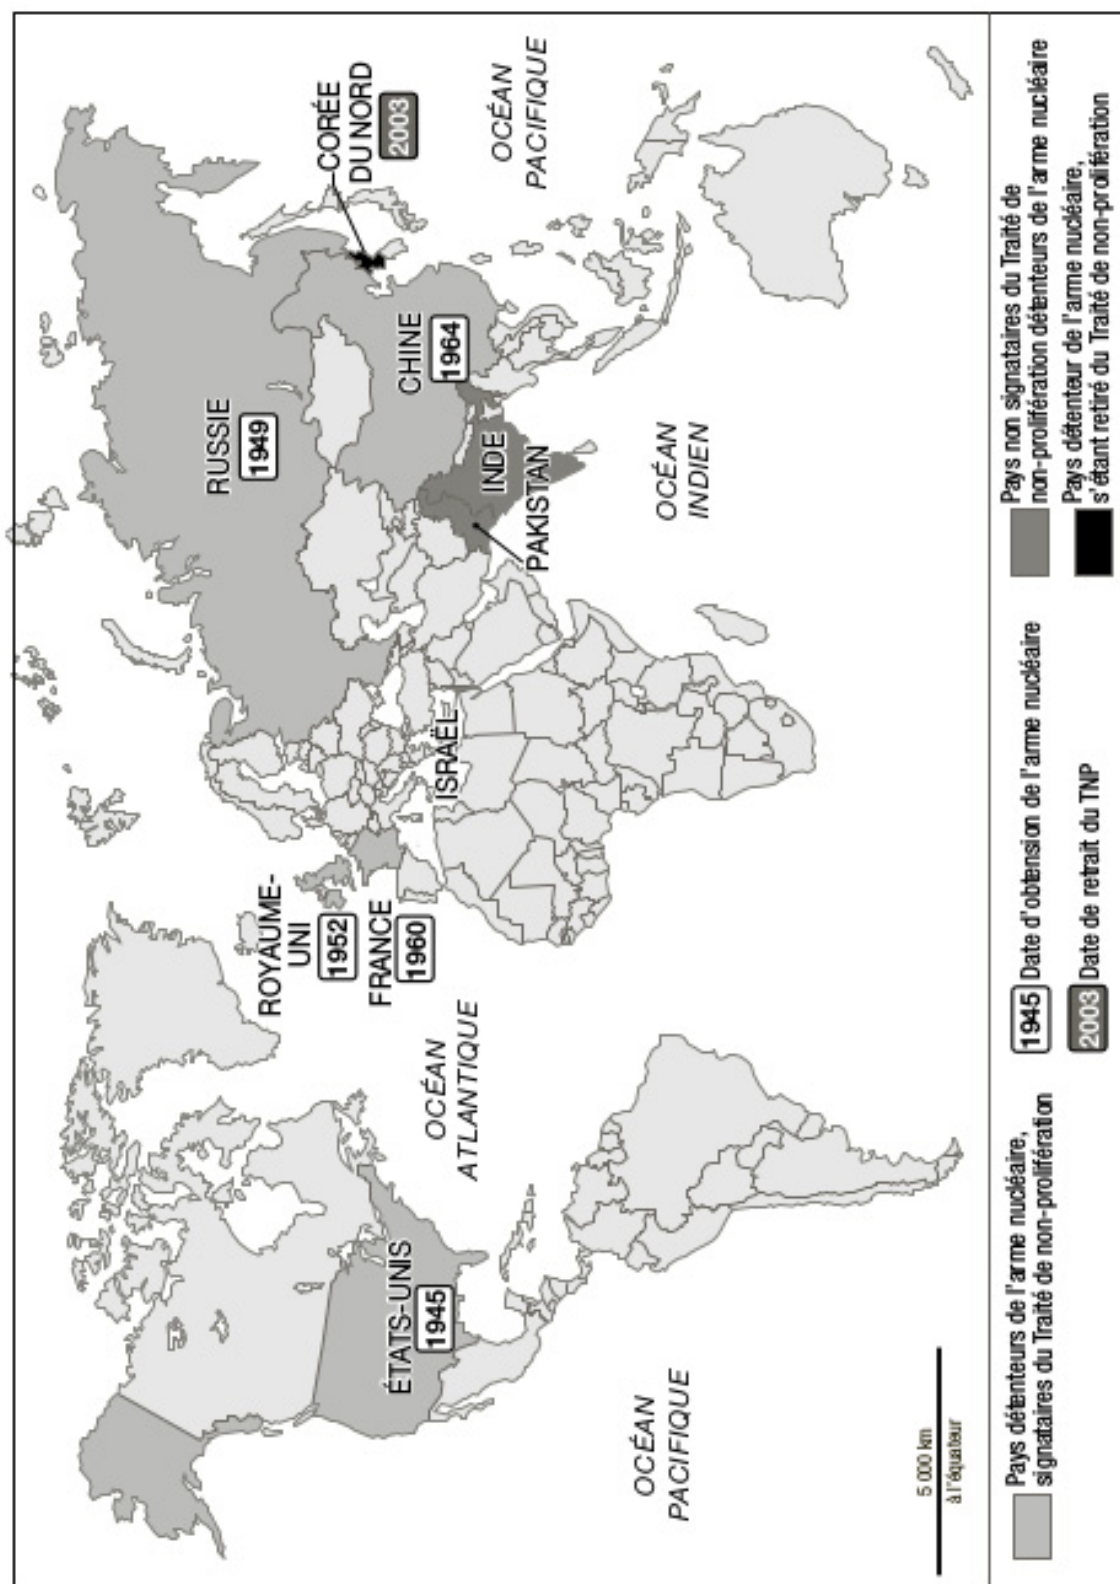 RUSSIE
1949
CORÉE
DU NORD
2003
ROYAUME-
UNI
1952
FRANCE
1960
CHINE
1964
ÉTATS-UNIS
1945
ISRAËL
INDE
PAKISTAN
OCÉAN
PACIFIQUE
OCÉAN
ATLANTIQUE
OCÉAN
INDIEN
OCÉAN
PACIFIQUE
5 000 km
à l'équateur
Pays détenteurs de l'arme nucléaire,
signataires du Traité de non-prolifération
1945 Date d'obtension de l'arme nucléaire
2003 Date de retrait du TNP
Pays non signataires du Traité de
non-prolifération détenteurs de l'arme nucléaire
Pays détenteur de l'arme nucléaire,
s'étant retiré du Traité de non-prolifération